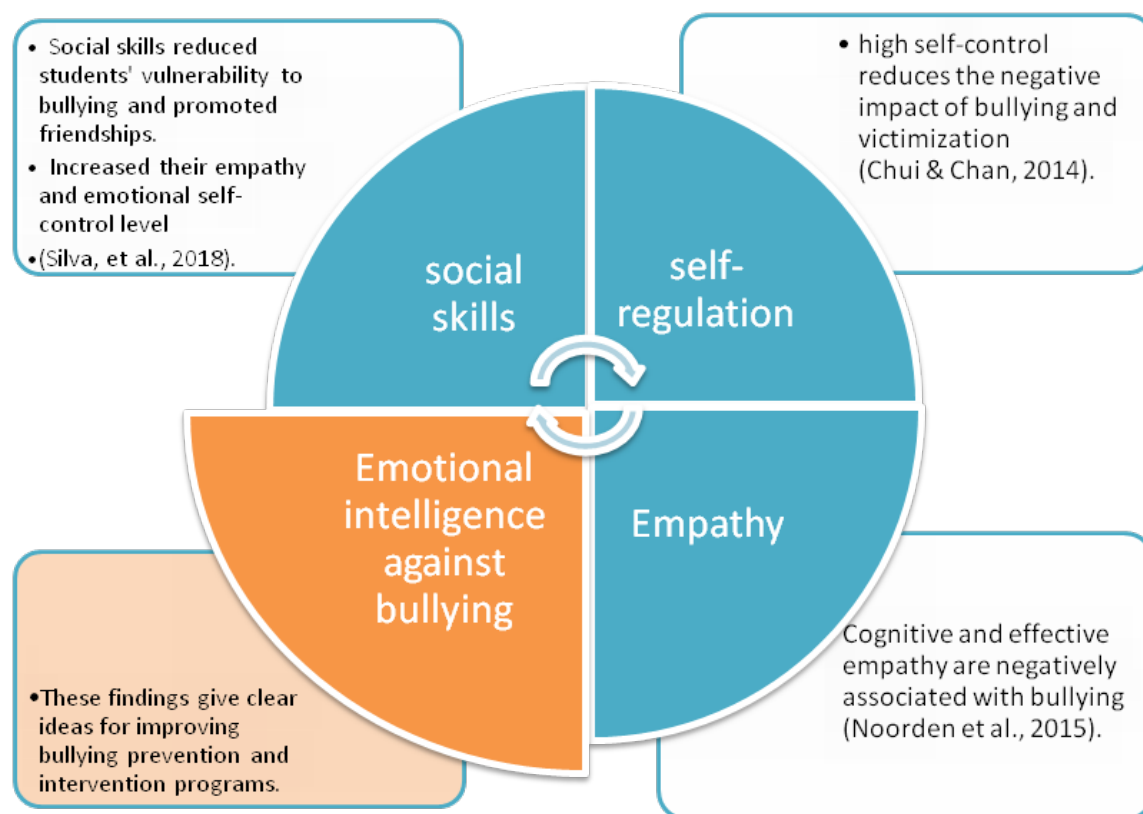 • Social skills reduced
students' vulnerability to
bullying and promoted
friendships.
• Increased their empathy
and emotional self-
control level
•(Silva, et al., 2018).
• high self-control
reduces the negative
impact of bullying and
victimization
(Chui & Chan, 2014).
social
skills
self-
regulation
Emotional
intelligence
against
bullying
Empathy
•These findings give clear
ideas for improving
bullying prevention and
intervention programs.
Cognitive and effective
empathy are negatively
associated with bullying
(Noorden et al., 2015).